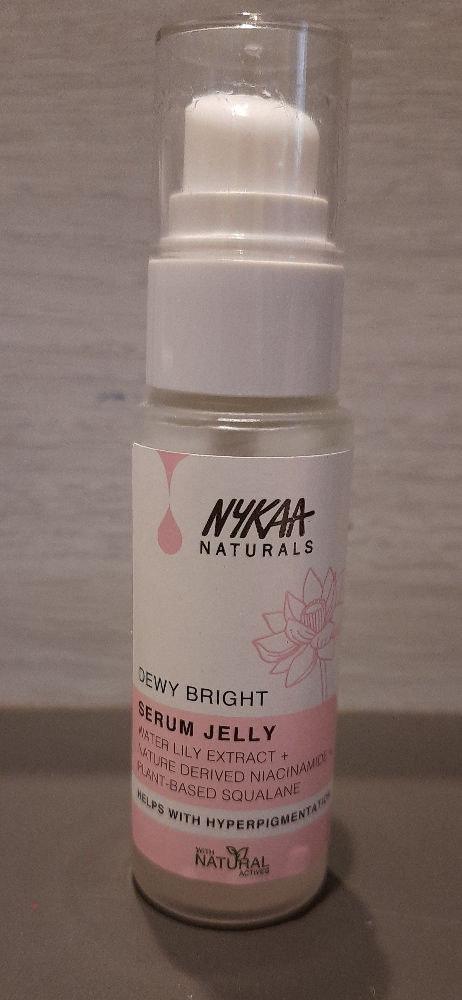 NYKAA
NATURALS
DEWY BRIGHT
SERUM JELLY
WATER LILY EXTRACT +
NATURE DERIVED NIACINAMIDE +
PLANT-BASED SQUALANE
HELPS WITH HYPERPIGMENTATION
WITH
NATURAL
ACTIVES